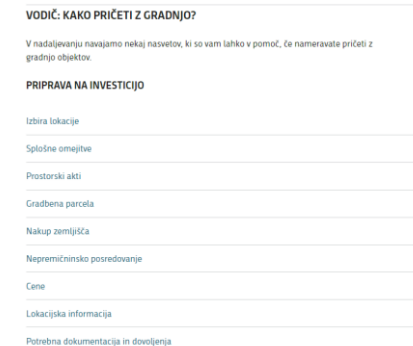 VODIČ: KAKO PRIČETI Z GRADNJO?
V nadaljevanju navajamo nekaj nasvetov, ki so vam lahko v pomoč, če nameravate pričeti z
gradnjo objektov.
PRIPRAVA NA INVESTICIJO
Izbira lokacije
Splošne omejitve
Prostorski akti
Gradbena parcela
Nakup zemljišča
Nepremičninsko posredovanje
Cene
Lokacijska informacija
Potrebna dokumentacija in dovoljenja